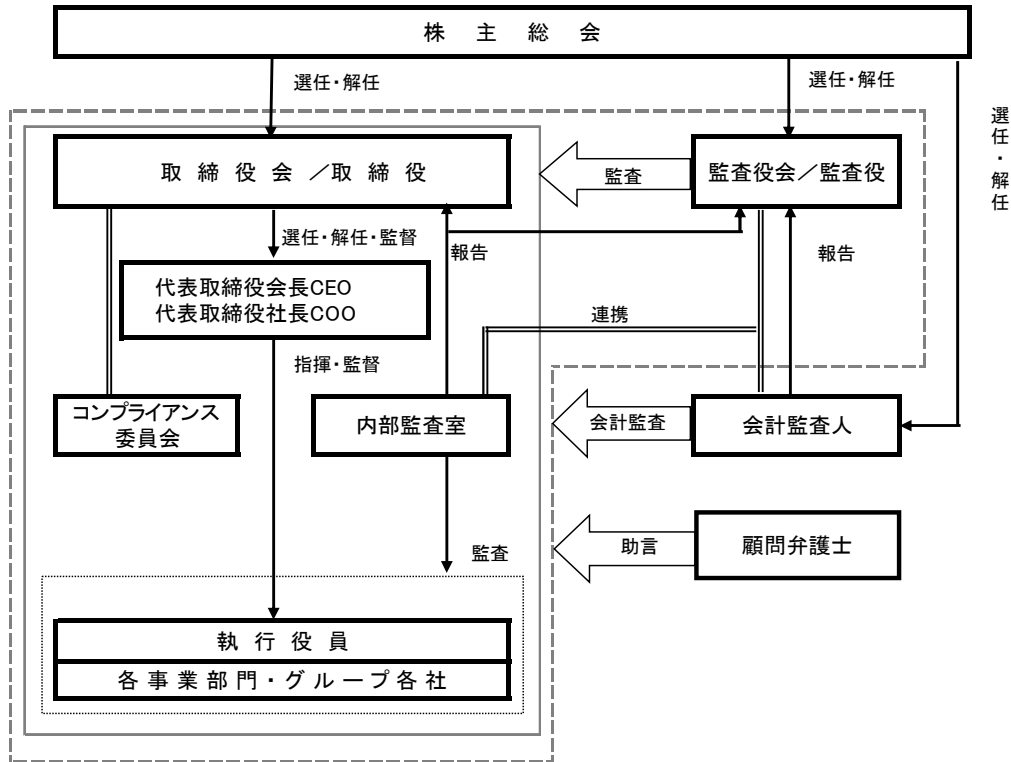 株主総会
選任・解任
選任・解任
選任・解任
取締役会／取締役
監査
監査役会／監査役
選任・解任・監督
報告
報告
代表取締役会長CEO
代表取締役社長COO
連携
指揮・監督
コンプライアンス
委員会
内部監査室
会計監査
会計監査人
助言
顧問弁護士
監査
執行役員
各事業部門・グループ各社